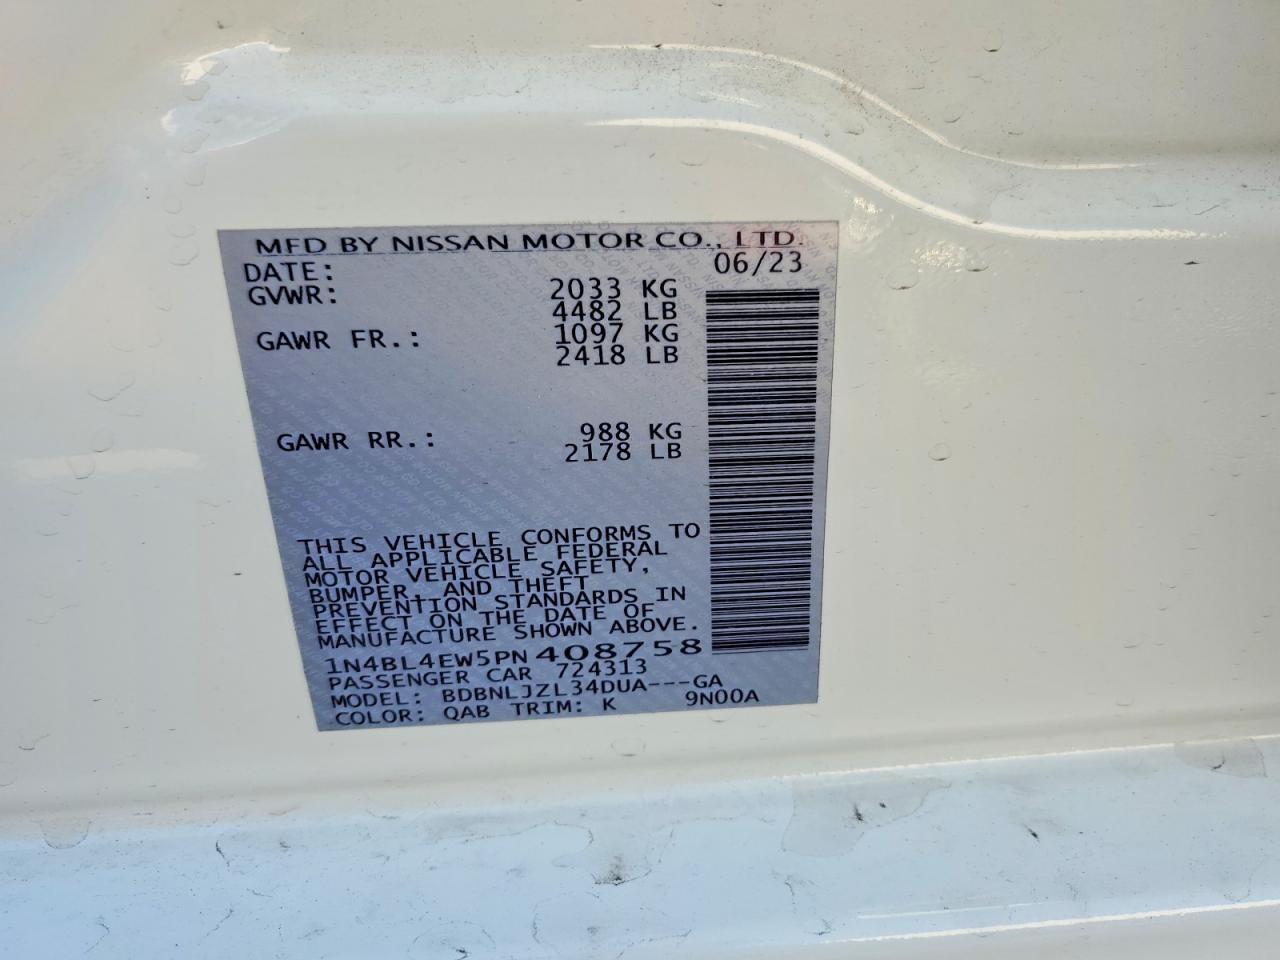 MFD BY NISSAN MOTOR CO., LTD.
DATE: 06/23
GVWR: 2033 KG
4482 LB
GAWR FR.: 1097 KG
2418 LB
GAWR RR.: 988 KG
2178 LB
THIS VEHICLE CONFORMS TO
ALL APPLICABLE FEDERAL
MOTOR VEHICLE SAFETY,
BUMPER, AND THEFT
PREVENTION STANDARDS IN
EFFECT ON THE DATE OF
MANUFACTURE SHOWN ABOVE.
1N4BL4EW5PN408758
PASSENGER CAR 724313
MODEL: BDBNLJZL34DUA---GA
COLOR: QAB TRIM: K 9N00A